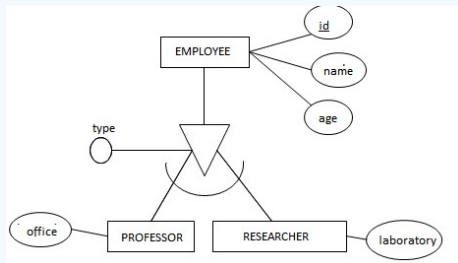 id
EMPLOYEE
name
age
type
office
PROFESSOR
RESEARCHER
laboratory